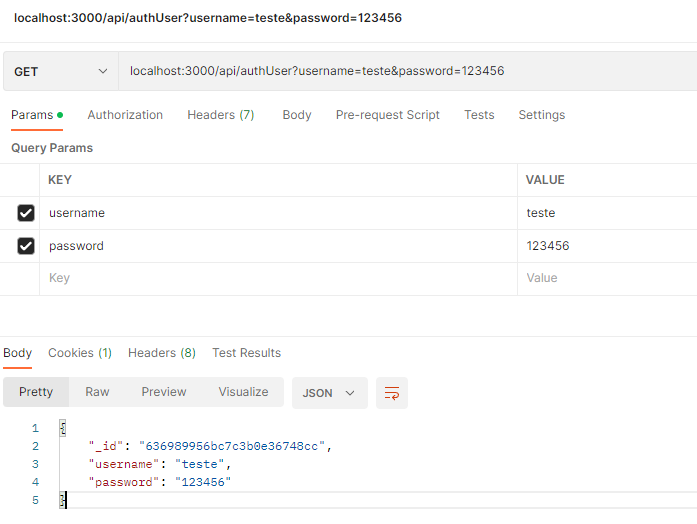 localhost:3000/api/authUser?username=teste&password=123456
GET localhost:3000/api/authUser?username=teste&password=123456
Params Authorization Headers (7) Body Pre-request Script Tests Settings
Query Params
KEY VALUE
username teste
password 123456
Key Value
Body Cookies (1) Headers (8) Test Results
Pretty Raw Preview Visualize JSON
1 {
2 "_id": "636989956bc7c3b0e36748cc",
3 "username": "teste",
4 "password": "123456"
5 }